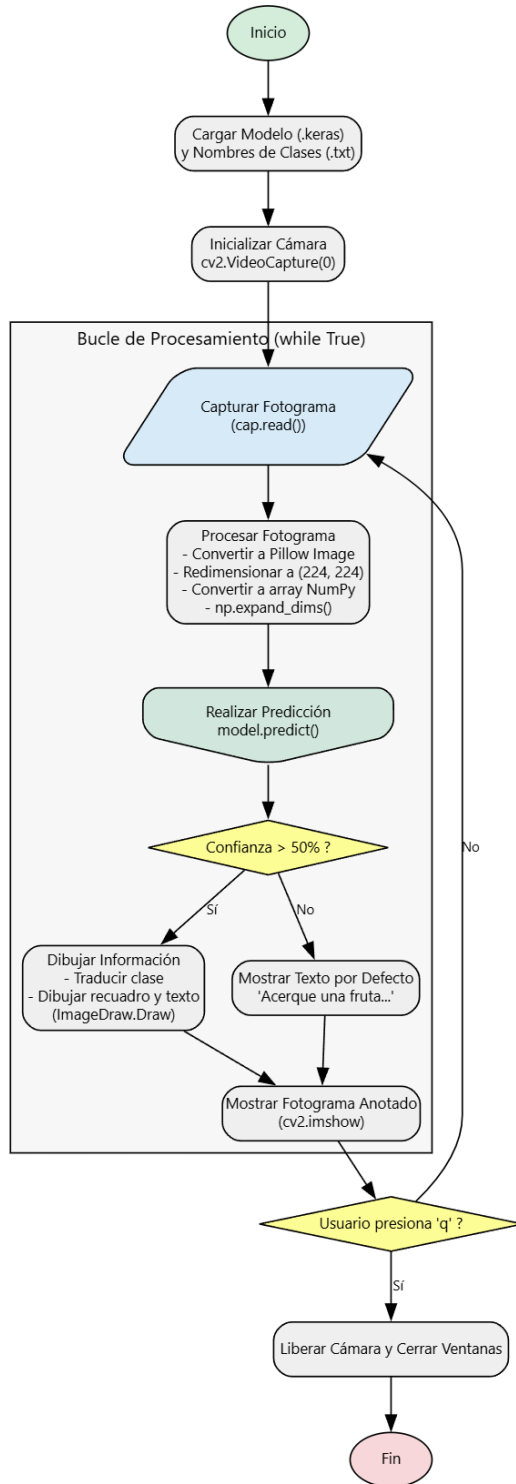 Inicio
Cargar Modelo (.keras)
y Nombres de Clases (.txt)
Inicializar Cámara
cv2.VideoCapture(0)
Bucle de Procesamiento (while True)
Capturar Fotograma
(cap.read())
Procesar Fotograma
- Convertir a Pillow Image
- Redimensionar a (224, 224)
- Convertir a array NumPy
- np.expand_dims()
Realizar Predicción
model.predict()
Confianza > 50% ?
Sí
No
Dibujar Información
- Traducir clase
- Dibujar recuadro y texto
(ImageDraw.Draw)
Mostrar Texto por Defecto
'Acerque una fruta...'
Mostrar Fotograma Anotado
(cv2.imshow)
Usuario presiona 'q' ?
No
Sí
Liberar Cámara y Cerrar Ventanas
Fin